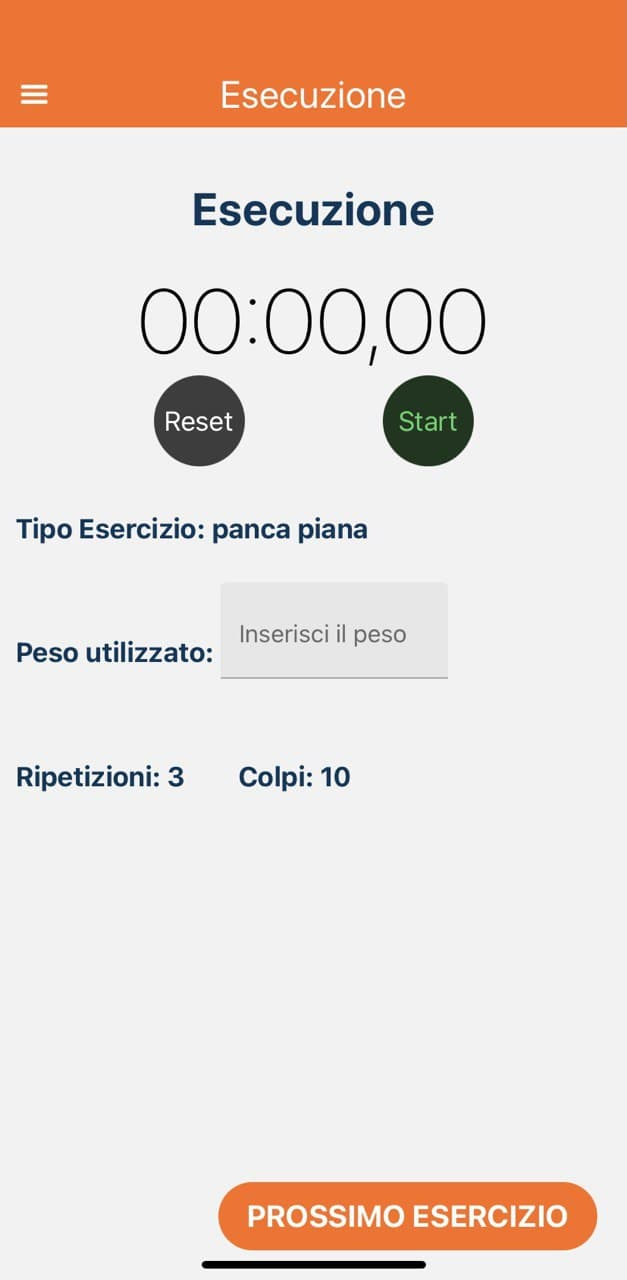 Esecuzione
Esecuzione
00:00,00
Reset
Start
Tipo Esercizio: panca piana
Peso utilizzato: Inserisci il peso
Ripetizioni: 3 Colpi: 10
PROSSIMO ESERCIZIO